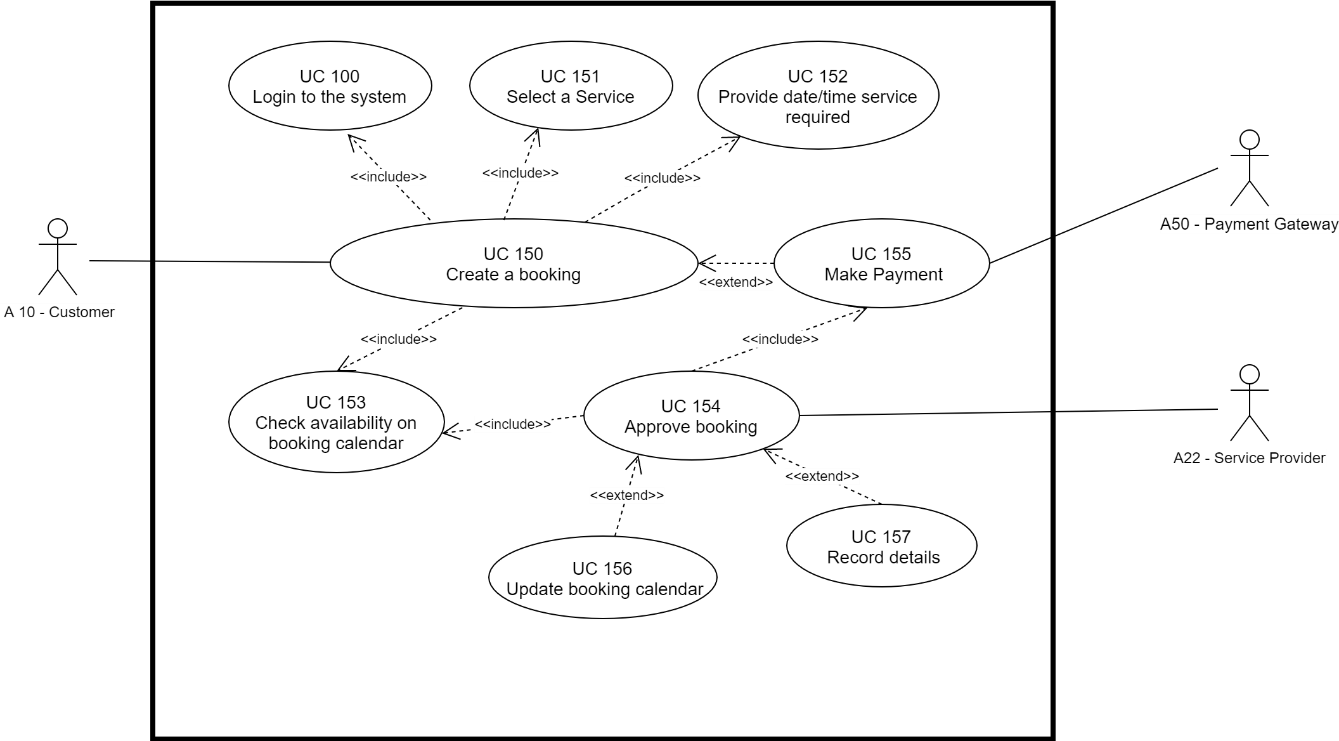 UC 100
Login to the system
UC 151
Select a Service
UC 152
Provide date/time service
required
<<include>>
<<include>>
<<include>>
A50 - Payment Gateway
A 10 - Customer
UC 150
Create a booking
UC 155
Make Payment
<<extend>>
<<include>>
<<include>>
UC 153
Check availability on
booking calendar
<<include>>
UC 154
Approve booking
A22 - Service Provider
<<extend>>
<<extend>>
UC 157
Record details
UC 156
Update booking calendar